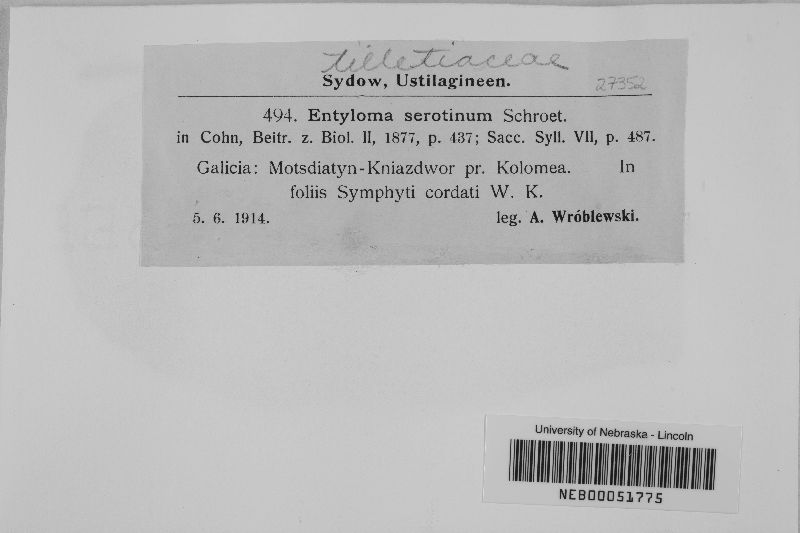 tilletiaceae
Sydow, Ustilagineen.
27352
494. Entyloma serotinum Schroet.
in Cohn, Beitr. z. Biol. II, 1877, p. 437; Sacc. Syll. VII, p. 487.
Galicia: Motsdiatyn-Kniazdwor pr. Kolomea. In
foliis Symphyti cordati W. K.
5. 6. 1914. leg. A. Wróblewski.
University of Nebraska - Lincoln
NEB00051775